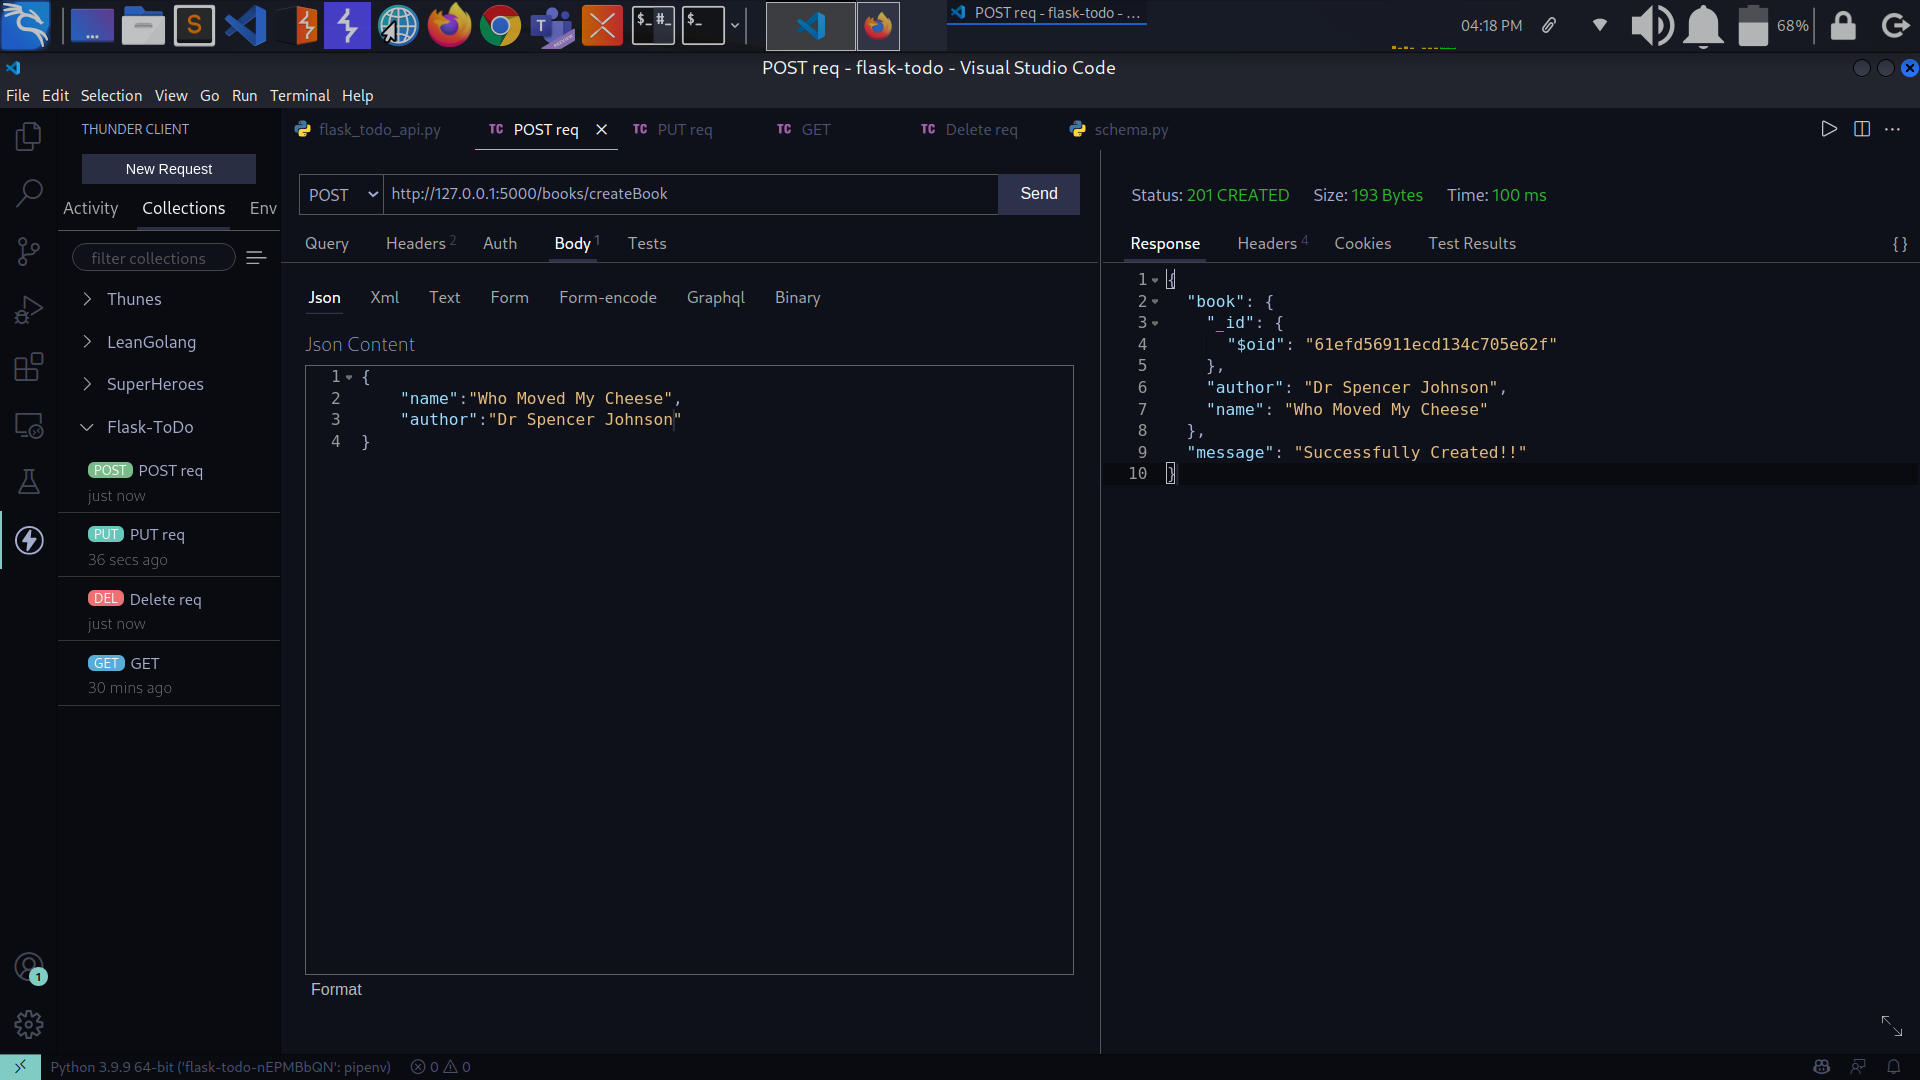 $_ #_
$_
POST req - flask-todo - ...
04:18 PM
68%
POST req - flask-todo - Visual Studio Code
File Edit Selection View Go Run Terminal Help
THUNDER CLIENT
New Request
Activity Collections Env
filter collections
Thunes
LeanGolang
SuperHeroes
Flask-ToDo
POST POST req
just now
PUT PUT req
36 secs ago
DEL Delete req
just now
GET GET
30 mins ago
flask_todo_api.py
TC POST req
TC PUT req
TC GET
TC Delete req
schema.py
POST http://127.0.0.1:5000/books/createBook Send
Query Headers 2 Auth Body 1 Tests
Json Xml Text Form Form-encode Graphql Binary
Json Content
1 {
2 "name":"Who Moved My Cheese",
3 "author":"Dr Spencer Johnson"
4 }
Format
Status: 201 CREATED Size: 193 Bytes Time: 100 ms
Response Headers 4 Cookies Test Results { }
1 {
2 "book": {
3 "_id": {
4 "$oid": "61efd56911ecd134c705e62f"
5 },
6 "author": "Dr Spencer Johnson",
7 "name": "Who Moved My Cheese"
8 },
9 "message": "Successfully Created!!"
10 }
1
Python 3.9.9 64-bit ('flask-todo-nEPMBbQN': pipenv) 0 0